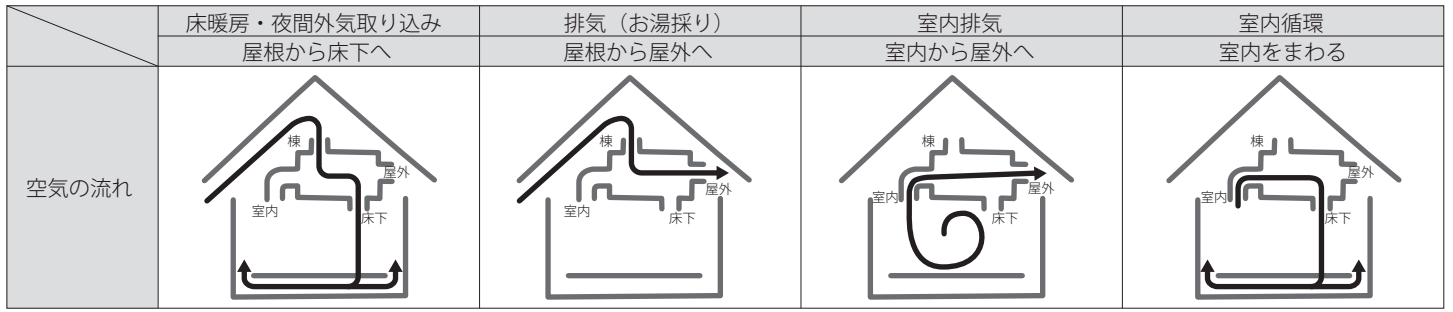 床暖房・夜間外気取り込み
排気（お湯採り）
室内排気
室内循環
屋根から床下へ
屋根から屋外へ
室内から屋外へ
室内をまわる
空気の流れ
棟
屋外
室内
床下
棟
屋外
室内
床下
棟
屋外
室内
床下
棟
屋外
室内
床下